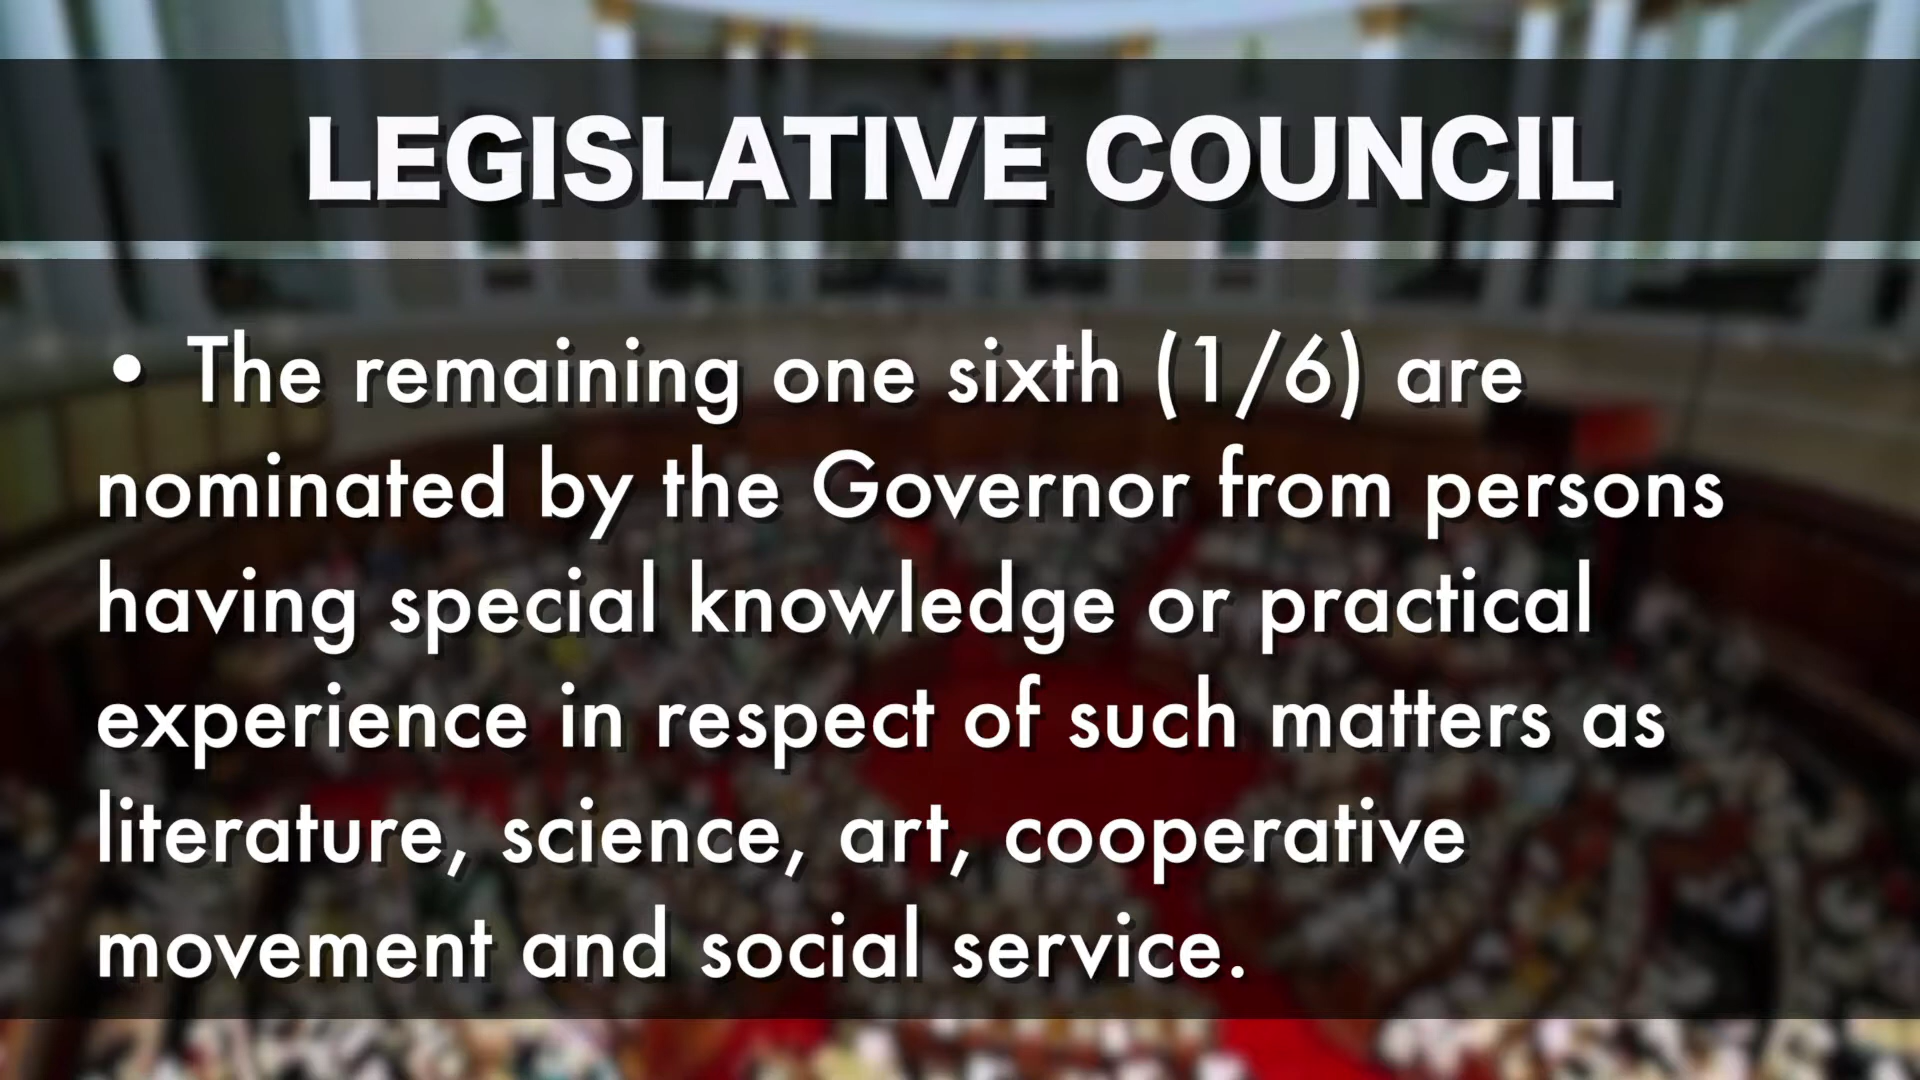 LEGISLATIVE COUNCIL
• The remaining one sixth (1/6) are
nominated by the Governor from persons
having special knowledge or practical
experience in respect of such matters as
literature, science, art, cooperative
movement and social service.